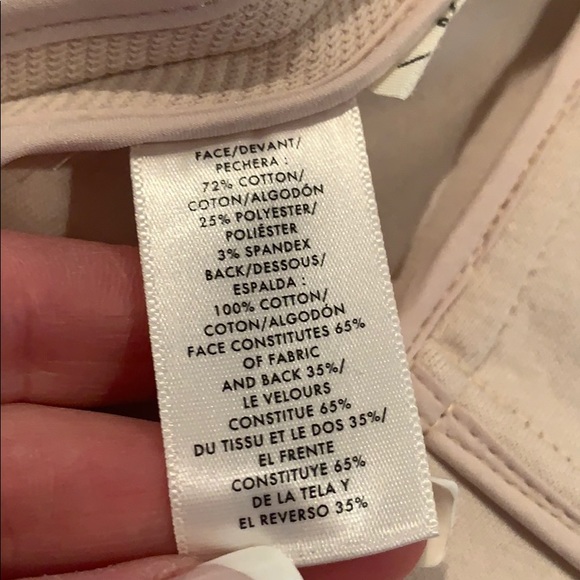 FACE/DEVANT/
PECHERA :
72% COTTON/
COTON/ALGODÓN
25% POLYESTER/
POLIÉSTER
3% SPANDEX
BACK/DESSOUS/
ESPALDA :
100% COTTON/
COTON/ALGODÓN
FACE CONSTITUTES 65%
OF FABRIC
AND BACK 35%/
LE VELOURS
CONSTITUE 65%
DU TISSU ET LE DOS 35%/
EL FRENTE
CONSTITUYE 65%
DE LA TELA Y
EL REVERSO 35%